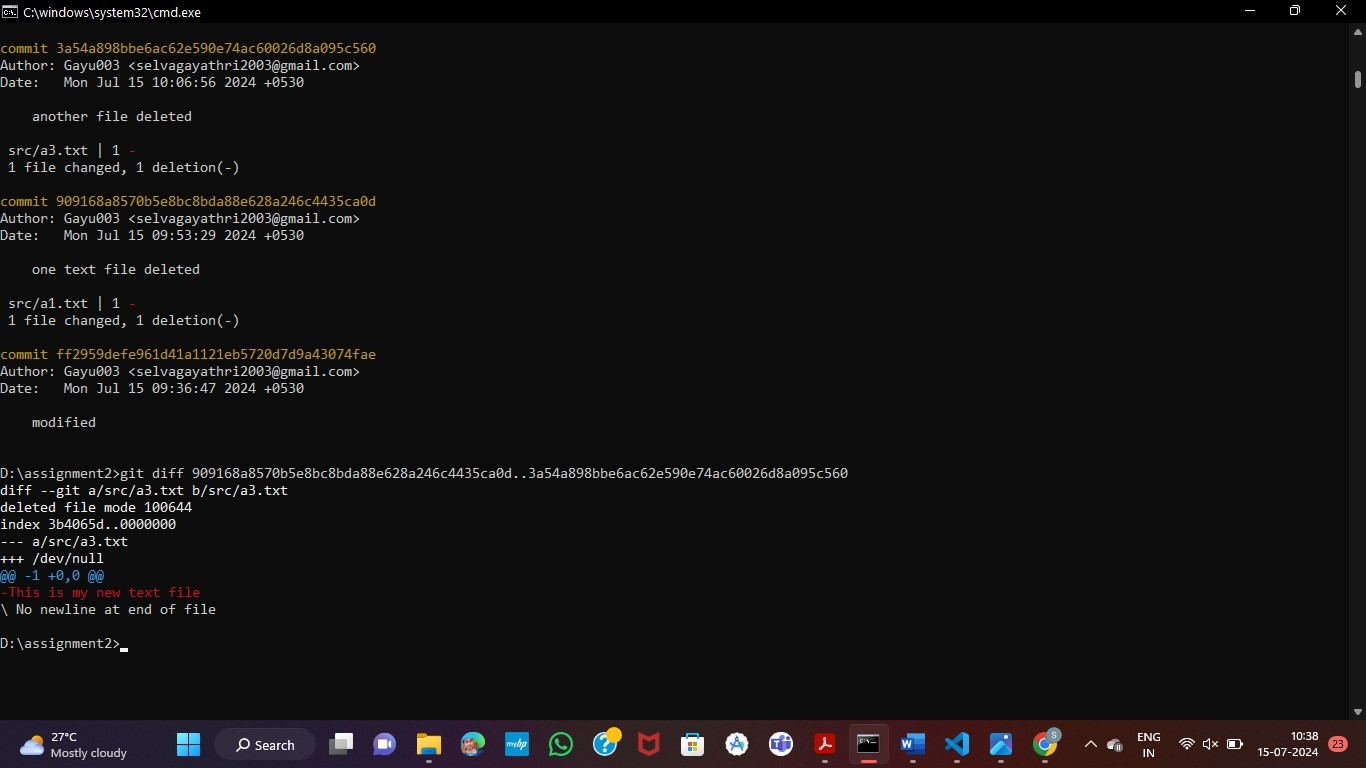 C:\windows\system32\cmd.exe
commit 3a54a898bbe6ac62e590e74ac60026d8a095c560
Author: Gayu003 <selvagayathri2003@gmail.com>
Date:   Mon Jul 15 10:06:56 2024 +0530
    another file deleted
 src/a3.txt | 1 -
 1 file changed, 1 deletion(-)
commit 909168a8570b5e8bc8bda88e628a246c4435ca0d
Author: Gayu003 <selvagayathri2003@gmail.com>
Date:   Mon Jul 15 09:53:29 2024 +0530
    one text file deleted
 src/a1.txt | 1 -
 1 file changed, 1 deletion(-)
commit ff2959defe961d41a1121eb5720d7d9a43074fae
Author: Gayu003 <selvagayathri2003@gmail.com>
Date:   Mon Jul 15 09:36:47 2024 +0530
    modified
D:\assignment2>git diff 909168a8570b5e8bc8bda88e628a246c4435ca0d..3a54a898bbe6ac62e590e74ac60026d8a095c560
diff --git a/src/a3.txt b/src/a3.txt
deleted file mode 100644
index 3b4065d..0000000
--- a/src/a3.txt
+++ /dev/null
@@ -1 +0,0 @@
-This is my new text file
\ No newline at end of file
D:\assignment2>
27°C
Mostly cloudy
Search
myhp
S
ENG
IN
10:38
15-07-2024
23